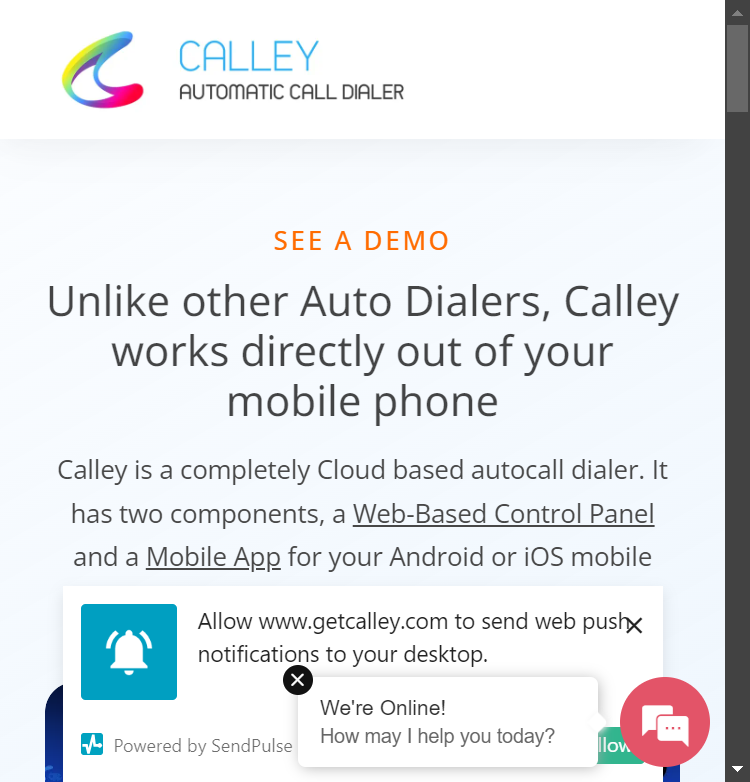 CALLEY
AUTOMATIC CALL DIALER
SEE A DEMO
Unlike other Auto Dialers, Calley
works directly out of your
mobile phone
Calley is a completely Cloud based autocall dialer. It
has two components, a Web-Based Control Panel
and a Mobile App for your Android or iOS mobile
Allow www.getcalley.com to send web push
notifications to your desktop.
We're Online!
How may I help you today?
Powered by SendPulse